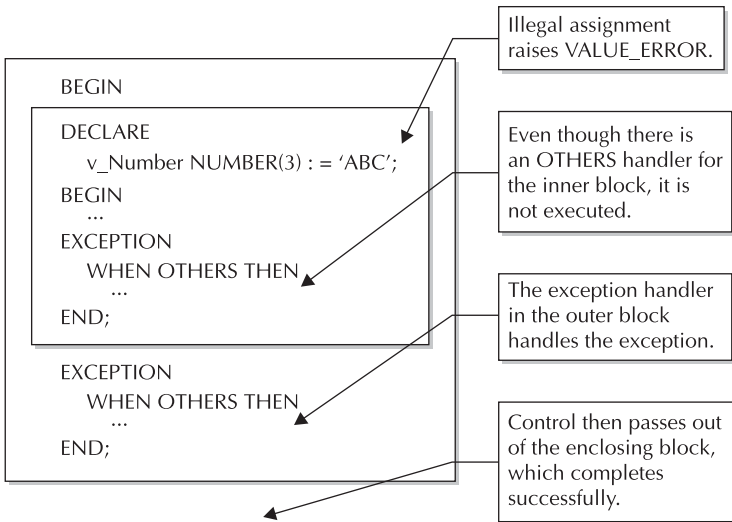 BEGIN
DECLARE
v_Number NUMBER(3) : = ‘ABC’;
BEGIN
...
EXCEPTION
WHEN OTHERS THEN
...
END;
EXCEPTION
WHEN OTHERS THEN
...
END;
Illegal assignment
raises VALUE_ERROR.
Even though there is
an OTHERS handler for
the inner block, it is
not executed.
The exception handler
in the outer block
handles the exception.
Control then passes out
of the enclosing block,
which completes
successfully.